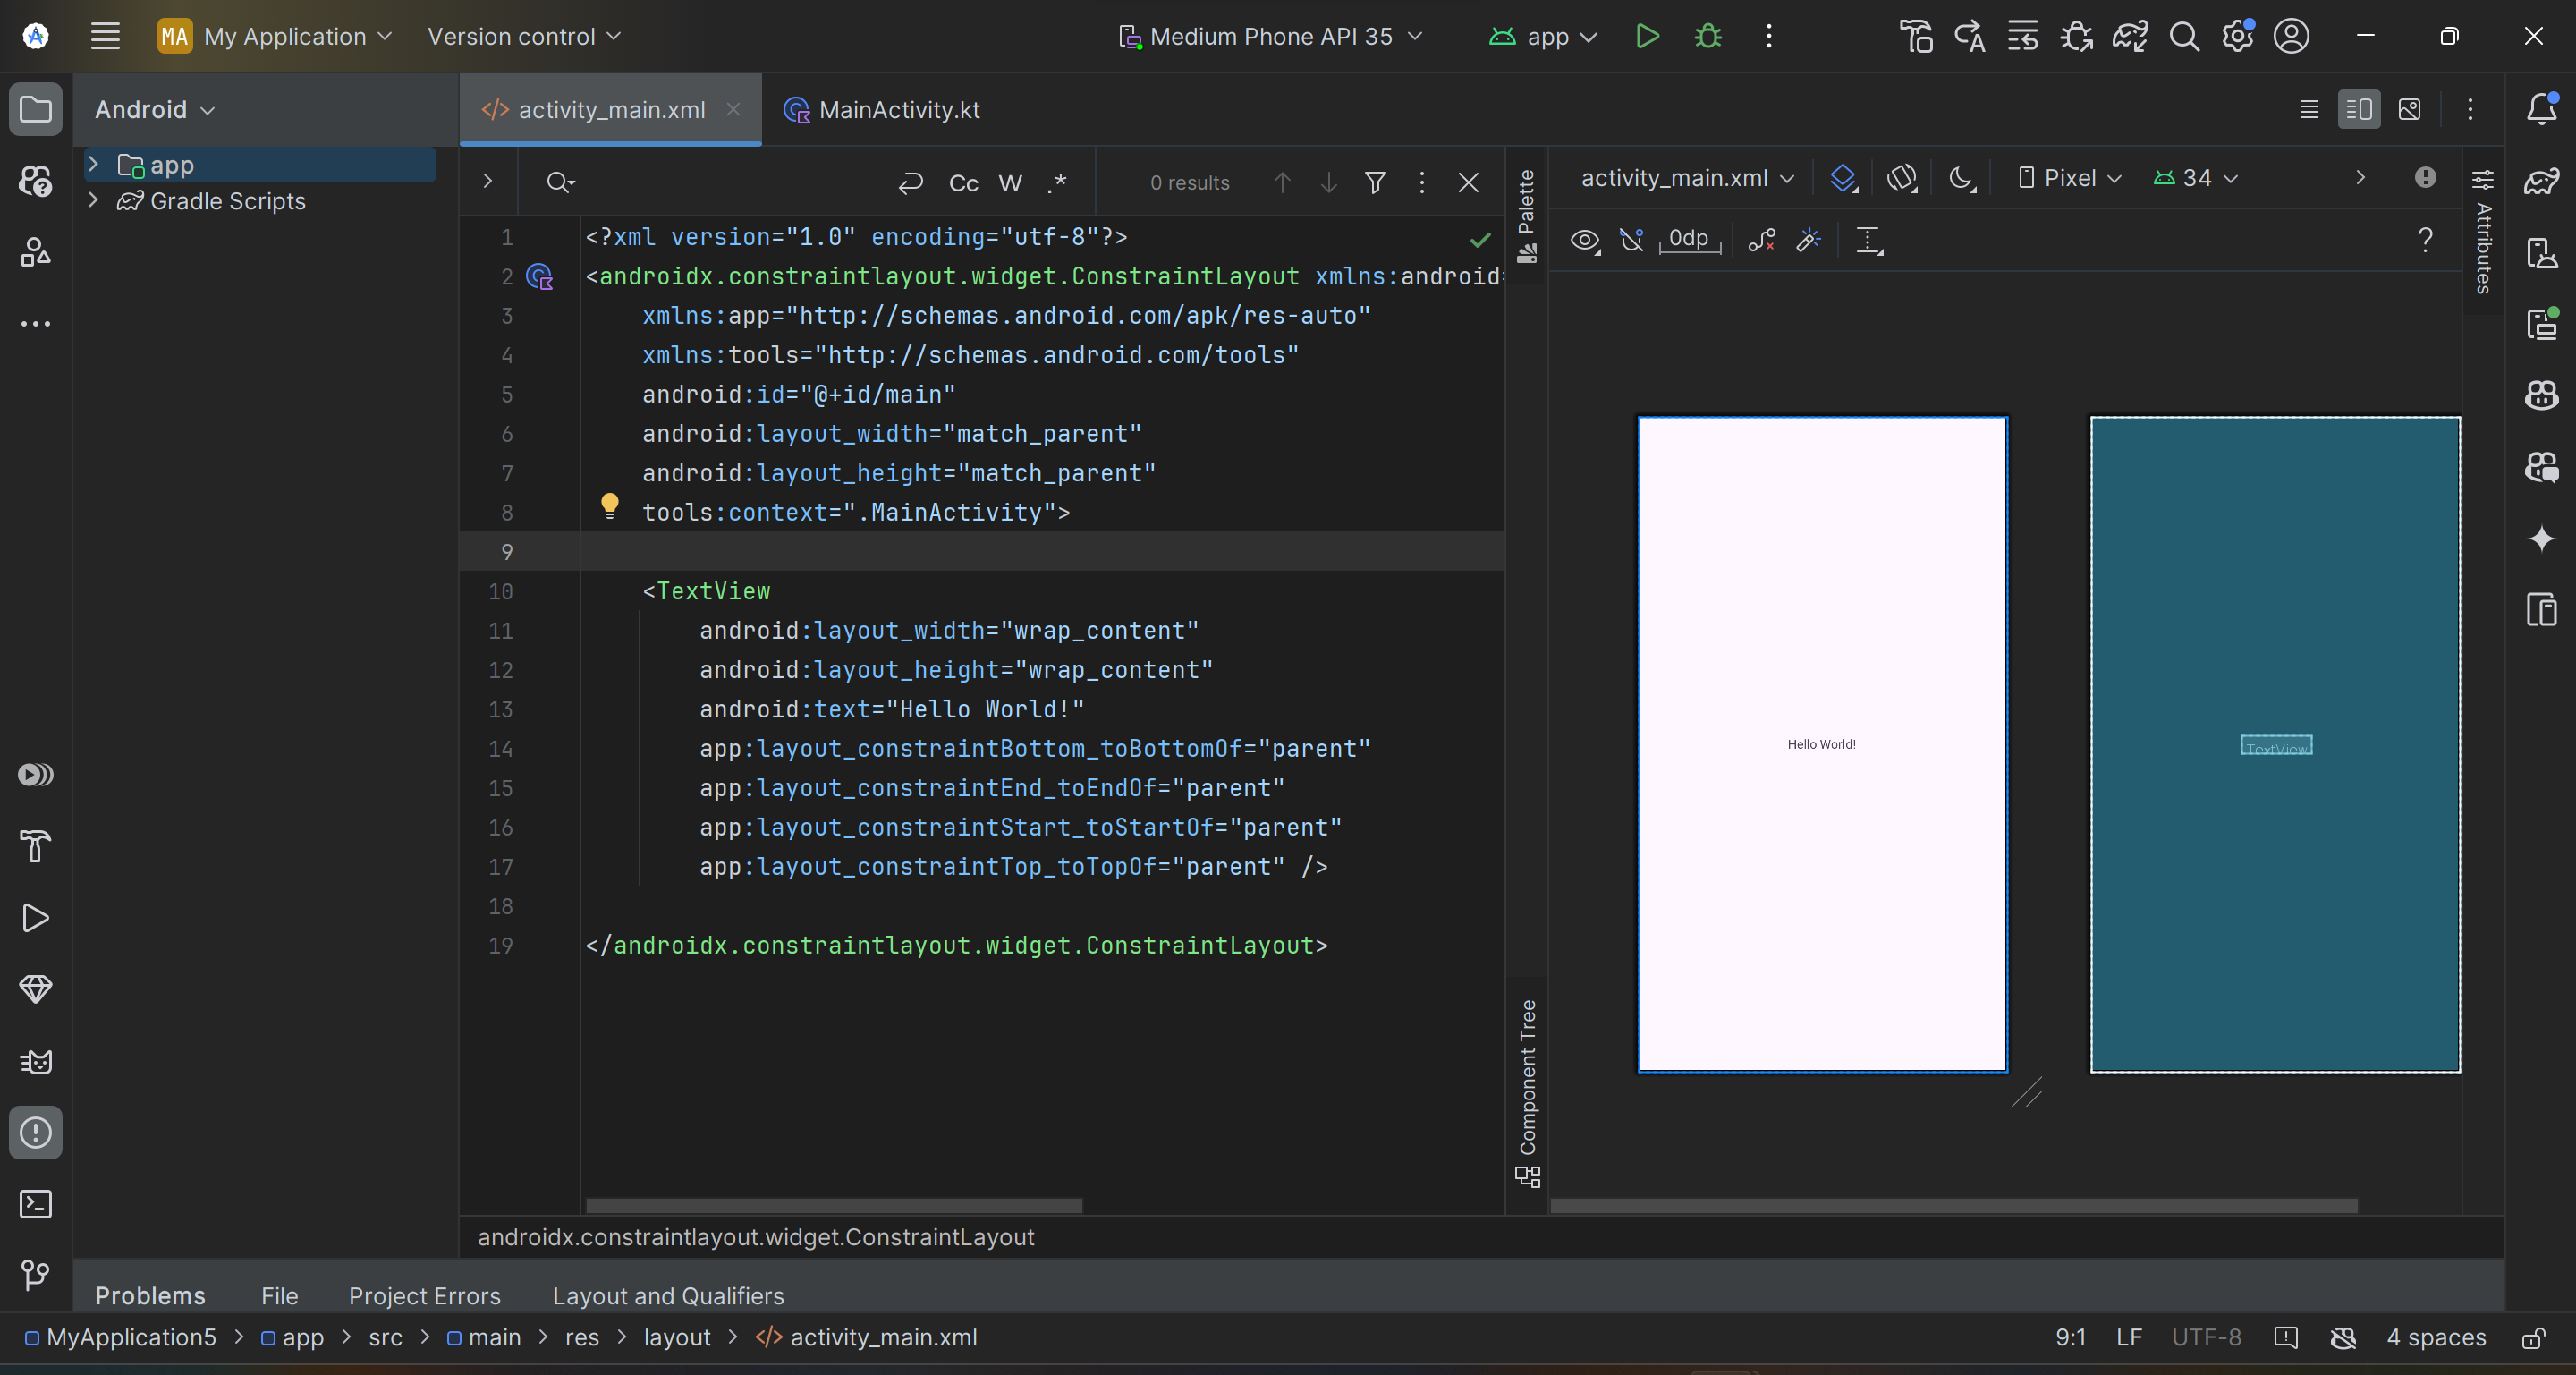 MA My Application Version control Medium Phone API 35 app
Android
activity_main.xml MainActivity.kt
app
Gradle Scripts
Cc W .* 0 results
activity_main.xml Pixel 34
0dp ?
Palette
Attributes
1 <?xml version="1.0" encoding="utf-8"?>
2 <androidx.constraintlayout.widget.ConstraintLayout xmlns:android=
3 xmlns:app="http://schemas.android.com/apk/res-auto"
4 xmlns:tools="http://schemas.android.com/tools"
5 android:id="@+id/main"
6 android:layout_width="match_parent"
7 android:layout_height="match_parent"
8 tools:context=".MainActivity">
9
10 <TextView
11 android:layout_width="wrap_content"
12 android:layout_height="wrap_content"
13 android:text="Hello World!"
14 app:layout_constraintBottom_toBottomOf="parent"
15 app:layout_constraintEnd_toEndOf="parent"
16 app:layout_constraintStart_toStartOf="parent"
17 app:layout_constraintTop_toTopOf="parent" />
18
19 </androidx.constraintlayout.widget.ConstraintLayout>
Hello World!
TextView
Component Tree
androidx.constraintlayout.widget.ConstraintLayout
Problems File Project Errors Layout and Qualifiers
MyApplication5 > app > src > main > res > layout > </> activity_main.xml 9:1 LF UTF-8 4 spaces